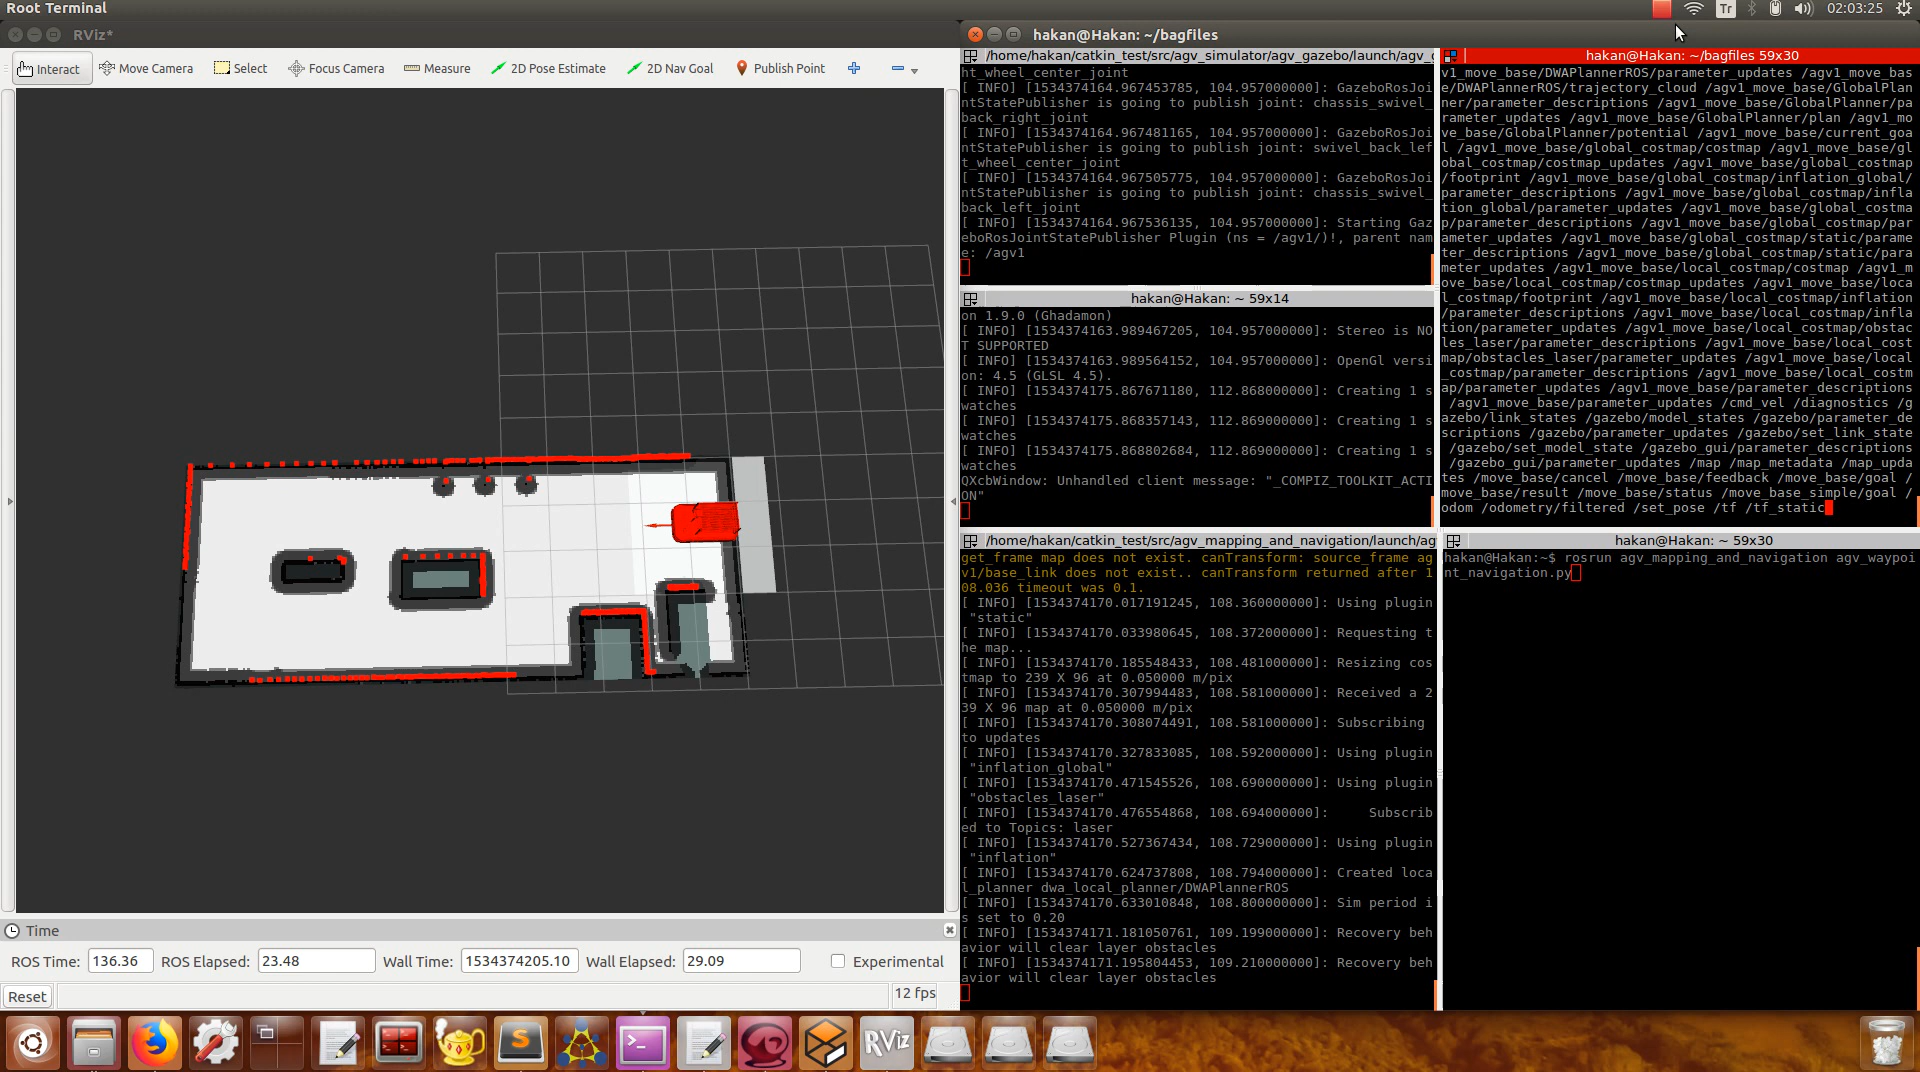 Root Terminal
Tr
02:03:25
RViz*
hakan@Hakan: ~/bagfiles
Interact
Move Camera
Select
Focus Camera
Measure
2D Pose Estimate
2D Nav Goal
Publish Point
/home/hakan/catkin_test/src/agv_simulator/agv_gazebo/launch/agv_
ht_wheel_center_joint
[ INFO] [1534374164.967453785, 104.957000000]: GazeboRosJoi
ntStatePublisher is going to publish joint: chassis_swivel_
back_right_joint
[ INFO] [1534374164.967481165, 104.957000000]: GazeboRosJoi
ntStatePublisher is going to publish joint: swivel_back_lef
t_wheel_center_joint
[ INFO] [1534374164.967505775, 104.957000000]: GazeboRosJoi
ntStatePublisher is going to publish joint: chassis_swivel_
back_left_joint
[ INFO] [1534374164.967536135, 104.957000000]: Starting Gaz
eboRosJointStatePublisher Plugin (ns = /agv1/)!, parent nam
e: /agv1
hakan@Hakan: ~ 59x14
on 1.9.0 (Ghadamon)
[ INFO] [1534374163.989467205, 104.957000000]: Stereo is NO
T SUPPORTED
[ INFO] [1534374163.989564152, 104.957000000]: OpenGl versi
on: 4.5 (GLSL 4.5).
[ INFO] [1534374175.867671180, 112.868000000]: Creating 1 s
watches
[ INFO] [1534374175.868357143, 112.869000000]: Creating 1 s
watches
[ INFO] [1534374175.868802684, 112.869000000]: Creating 1 s
watches
QXcbWindow: Unhandled client message: "_COMPIZ_TOOLKIT_ACTI
ON"
/home/hakan/catkin_test/src/agv_mapping_and_navigation/launch/ag
get_frame map does not exist. canTransform: source_frame ag
v1/base_link does not exist.. canTransform returned after 1
08.036 timeout was 0.1.
[ INFO] [1534374170.017191245, 108.360000000]: Using plugin
"static"
[ INFO] [1534374170.033980645, 108.372000000]: Requesting t
he map...
[ INFO] [1534374170.185548433, 108.481000000]: Resizing cos
tmap to 239 X 96 at 0.050000 m/pix
[ INFO] [1534374170.307994483, 108.581000000]: Received a 2
39 X 96 map at 0.050000 m/pix
[ INFO] [1534374170.308074491, 108.581000000]: Subscribing
to updates
[ INFO] [1534374170.327833085, 108.592000000]: Using plugin
"inflation_global"
[ INFO] [1534374170.471545526, 108.690000000]: Using plugin
"obstacles_laser"
[ INFO] [1534374170.476554868, 108.694000000]:     Subscrib
ed to Topics: laser
[ INFO] [1534374170.527367434, 108.729000000]: Using plugin
"inflation"
[ INFO] [1534374170.624737808, 108.794000000]: Created loca
l_planner dwa_local_planner/DWAPlannerROS
[ INFO] [1534374170.633010848, 108.800000000]: Sim period i
s set to 0.20
[ INFO] [1534374171.181050761, 109.199000000]: Recovery beh
avior will clear layer obstacles
[ INFO] [1534374171.195804453, 109.210000000]: Recovery beh
avior will clear layer obstacles
hakan@Hakan: ~/bagfiles 59x30
v1_move_base/DWAPlannerROS/parameter_updates /agv1_move_bas
e/DWAPlannerROS/trajectory_cloud /agv1_move_base/GlobalPlan
ner/parameter_descriptions /agv1_move_base/GlobalPlanner/pa
rameter_updates /agv1_move_base/GlobalPlanner/plan /agv1_mo
ve_base/GlobalPlanner/potential /agv1_move_base/current_goa
l /agv1_move_base/global_costmap/costmap /agv1_move_base/gl
obal_costmap/costmap_updates /agv1_move_base/global_costmap
/footprint /agv1_move_base/global_costmap/inflation_global/
parameter_descriptions /agv1_move_base/global_costmap/infla
tion_global/parameter_updates /agv1_move_base/global_costma
p/parameter_descriptions /agv1_move_base/global_costmap/par
ameter_updates /agv1_move_base/global_costmap/static/parame
ter_descriptions /agv1_move_base/global_costmap/static/para
meter_updates /agv1_move_base/local_costmap/costmap /agv1_m
ove_base/local_costmap/costmap_updates /agv1_move_base/loca
l_costmap/footprint /agv1_move_base/local_costmap/inflation
/parameter_descriptions /agv1_move_base/local_costmap/infla
tion/parameter_updates /agv1_move_base/local_costmap/obstac
les_laser/parameter_descriptions /agv1_move_base/local_cost
map/obstacles_laser/parameter_updates /agv1_move_base/local
_costmap/parameter_descriptions /agv1_move_base/local_costm
ap/parameter_updates /agv1_move_base/parameter_descriptions
/agv1_move_base/parameter_updates /cmd_vel /diagnostics /g
azebo/link_states /gazebo/model_states /gazebo/parameter_de
scriptions /gazebo/parameter_updates /gazebo/set_link_state
/gazebo/set_model_state /gazebo_gui/parameter_descriptions
/gazebo_gui/parameter_updates /map /map_metadata /map_upda
tes /move_base/cancel /move_base/feedback /move_base/goal /
move_base/result /move_base/status /move_base_simple/goal /
odom /odometry/filtered /set_pose /tf /tf_static
hakan@Hakan: ~ 59x30
hakan@Hakan:~$ rosrun agv_mapping_and_navigation agv_waypoi
nt_navigation.py
Time
ROS Time: 136.36
ROS Elapsed: 23.48
Wall Time: 1534374205.10
Wall Elapsed: 29.09
Experimental
Reset
12 fps
S
>_
RViz